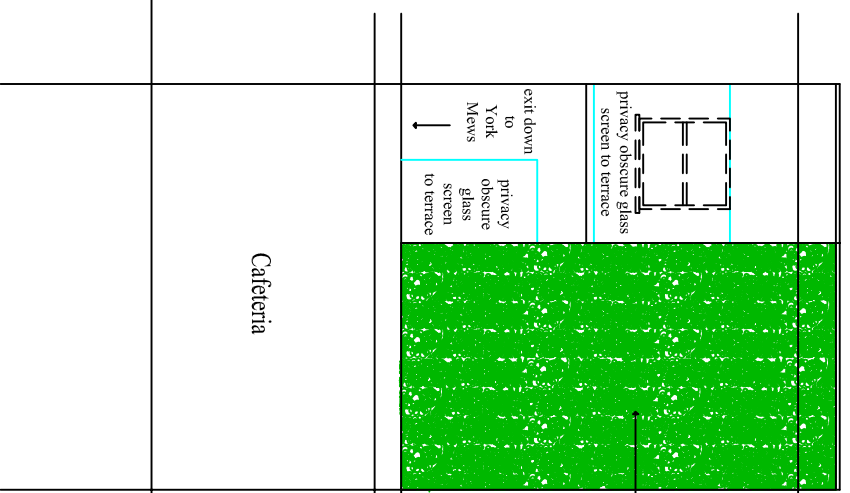 exit down
to
York
Mews
privacy obscure glass
screen to terrace
privacy
obscure
glass
screen
to terrace
Cafeteria